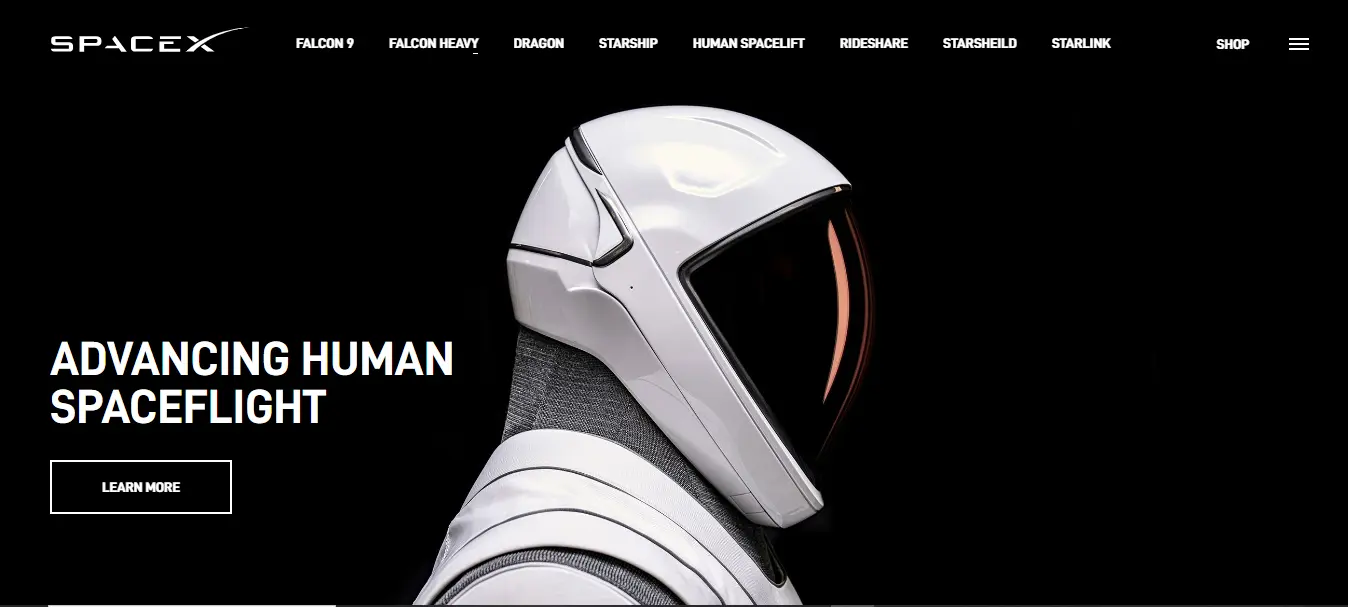 SPACEX FALCON 9 FALCON HEAVY DRAGON STARSHIP HUMAN SPACELIFT RIDESHARE STARSHEILD STARLINK SHOP
ADVANCING HUMAN
SPACEFLIGHT
LEARN MORE